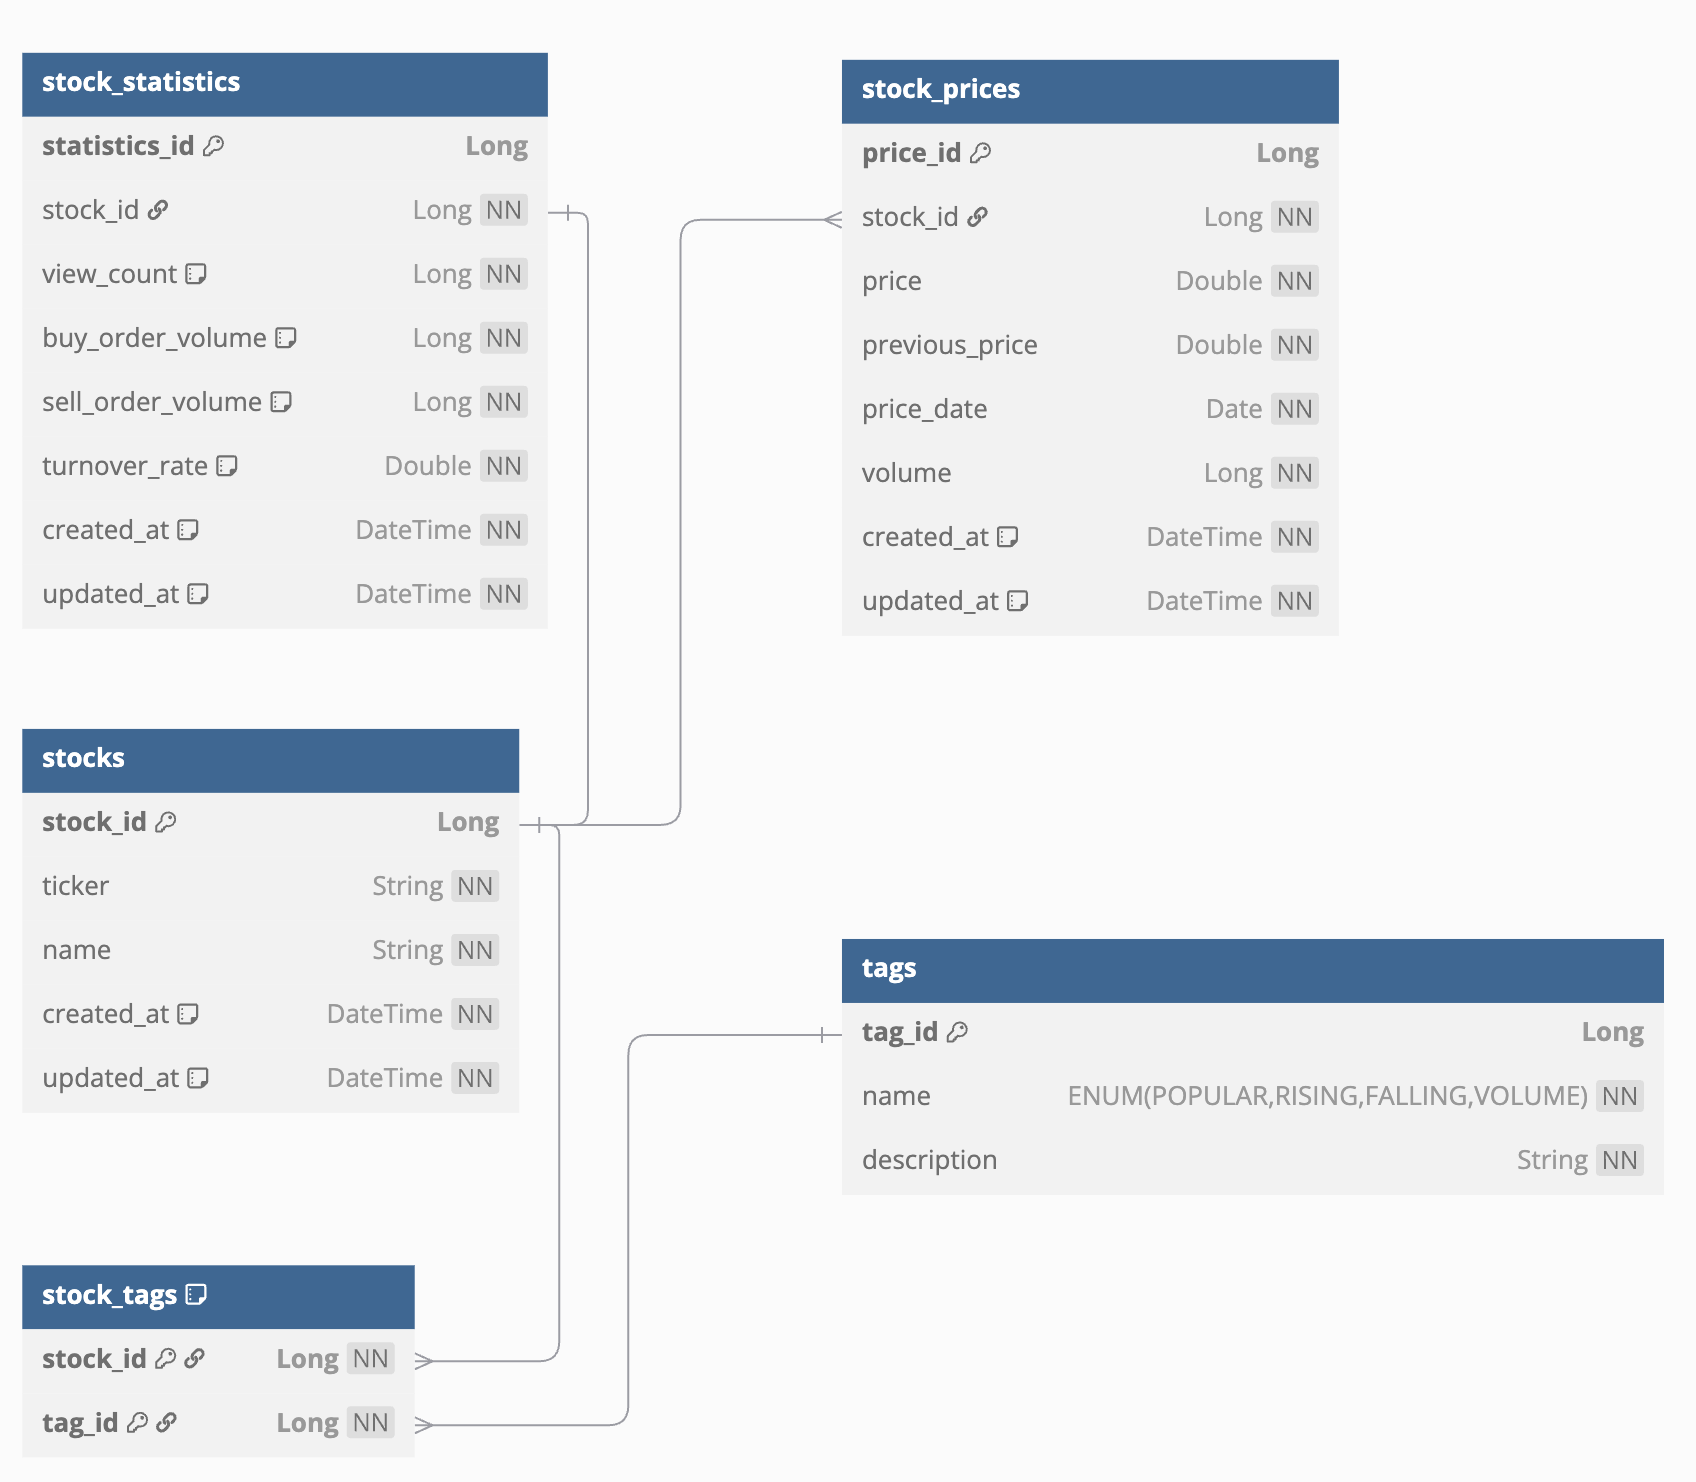 stock_statistics
statistics_id Long
stock_id Long NN
view_count Long NN
buy_order_volume Long NN
sell_order_volume Long NN
turnover_rate Double NN
created_at DateTime NN
updated_at DateTime NN
stock_prices
price_id Long
stock_id Long NN
price Double NN
previous_price Double NN
price_date Date NN
volume Long NN
created_at DateTime NN
updated_at DateTime NN
stocks
stock_id Long
ticker String NN
name String NN
created_at DateTime NN
updated_at DateTime NN
tags
tag_id Long
name ENUM(POPULAR,RISING,FALLING,VOLUME) NN
description String NN
stock_tags
stock_id Long NN
tag_id Long NN